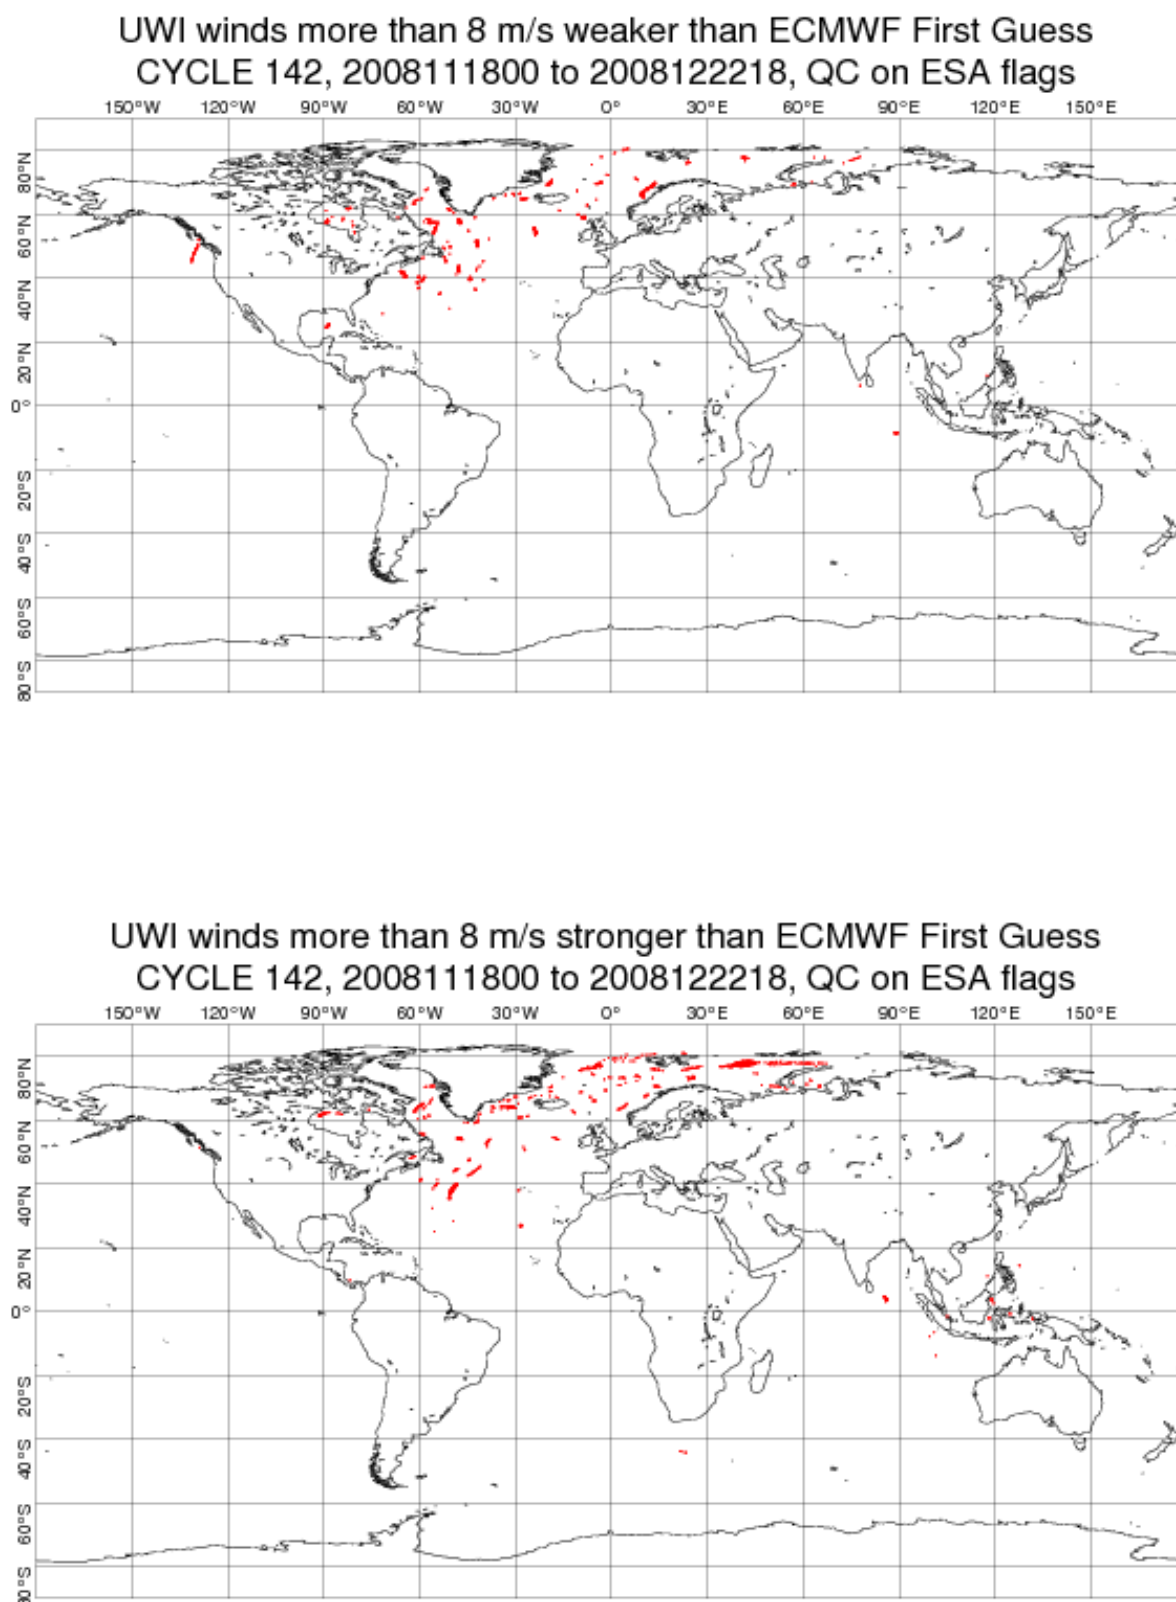 UWI winds more than 8 m/s weaker than ECMWF First Guess
CYCLE 142, 2008111800 to 2008122218, QC on ESA flags
150°W 120°W 90°W 60°W 30°W 0° 30°E 60°E 90°E 120°E 150°E
80°N
60°N
40°N
20°N
0°
20°S
40°S
60°S
80°S
UWI winds more than 8 m/s stronger than ECMWF First Guess
CYCLE 142, 2008111800 to 2008122218, QC on ESA flags
150°W 120°W 90°W 60°W 30°W 0° 30°E 60°E 90°E 120°E 150°E
80°N
60°N
40°N
20°N
0°
20°S
40°S
60°S
80°S